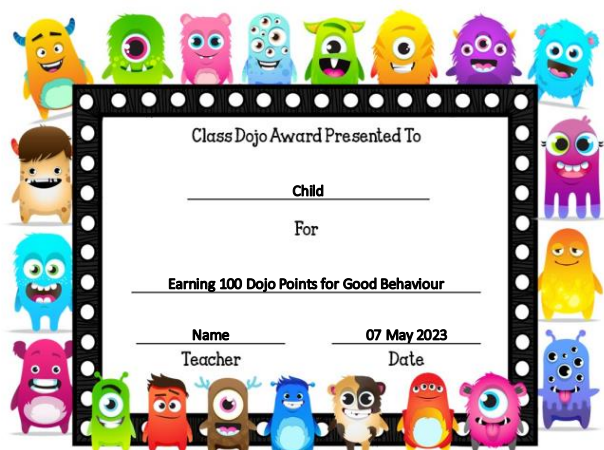 Class Dojo Award Presented To
Child
For
Earning 100 Dojo Points for Good Behaviour
Name 07 May 2023
Teacher Date